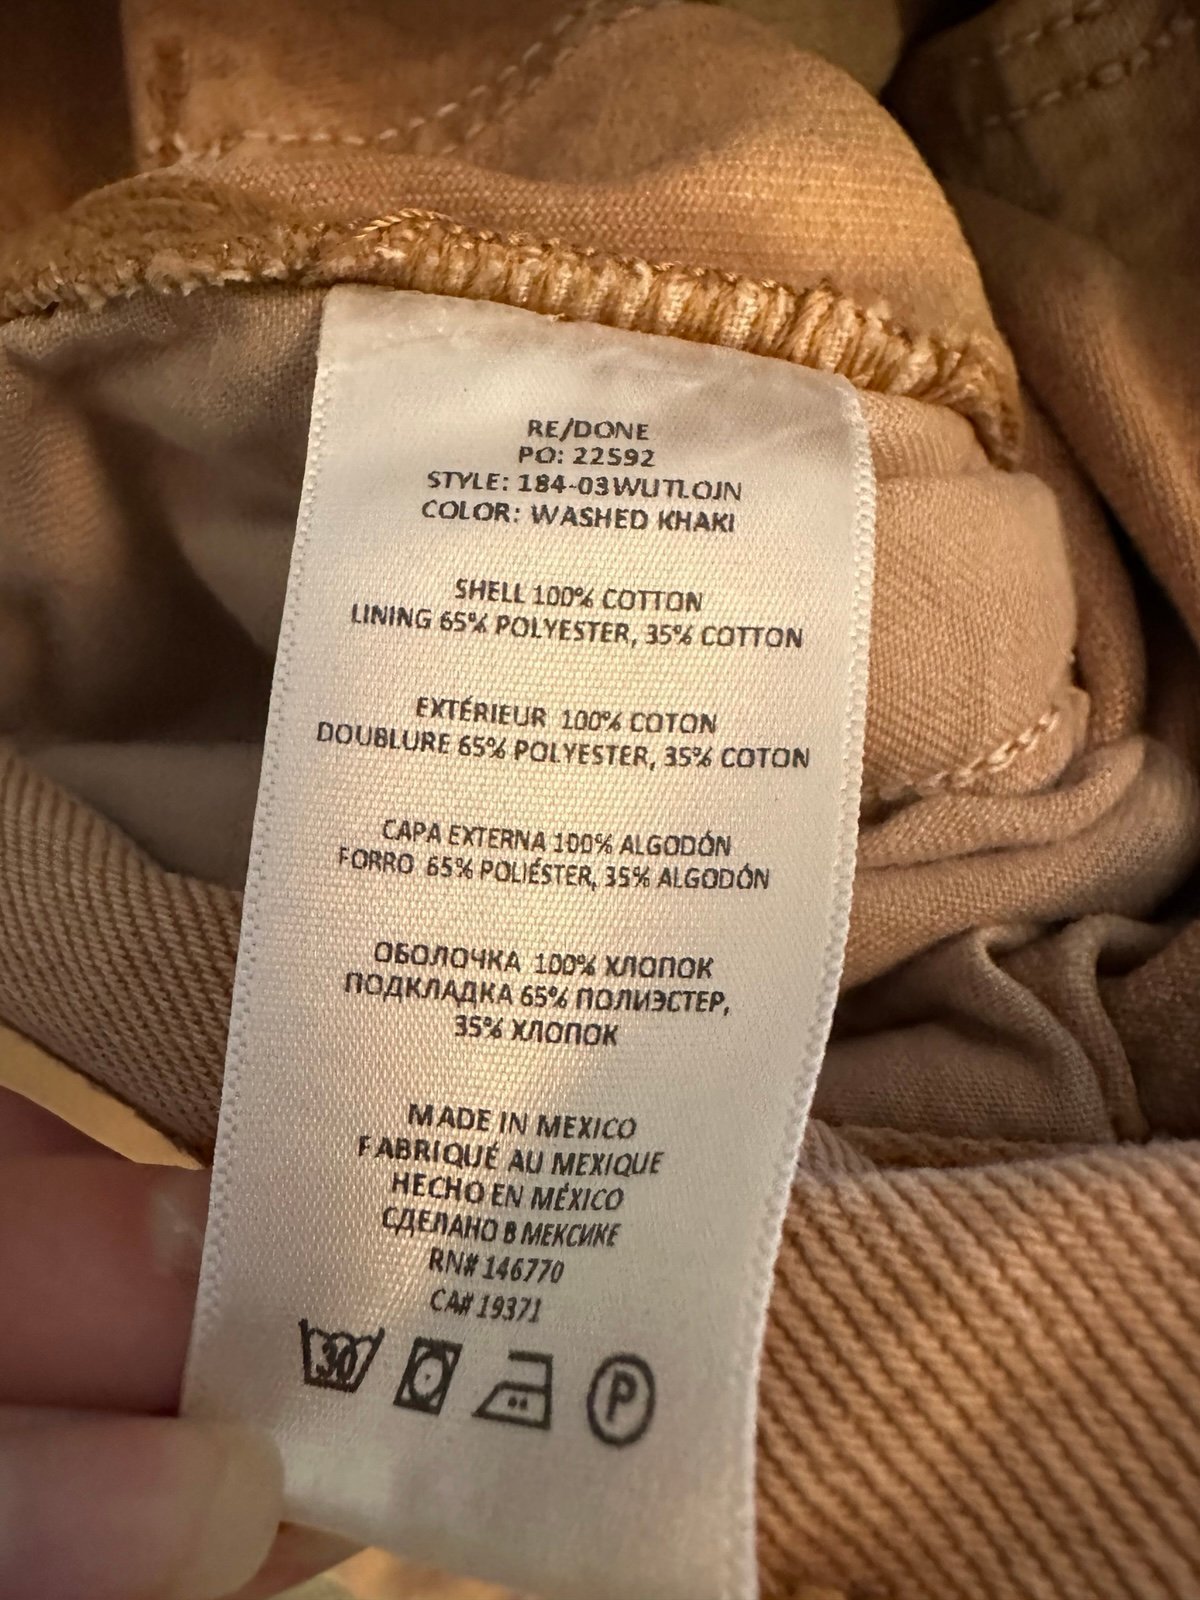 RE/DONE
PO: 22592
STYLE: 184-03WUTLOJN
COLOR: WASHED KHAKI
SHELL 100% COTTON
LINING 65% POLYESTER, 35% COTTON
EXTÉRIEUR 100% COTON
DOUBLURE 65% POLYESTER, 35% COTON
CAPA EXTERNA 100% ALGODÓN
FORRO 65% POLIÉSTER, 35% ALGODÓN
ОБОЛОЧКА 100% ХЛОПОК
ПОДКЛАДКА 65% ПОЛИЭСТЕР,
35% ХЛОПОК
MADE IN MEXICO
FABRIQUÉ AU MEXIQUE
HECHO EN MÉXICO
СДЕЛАНО В МЕКСИКЕ
RN# 146770
CA# 19371
30 P